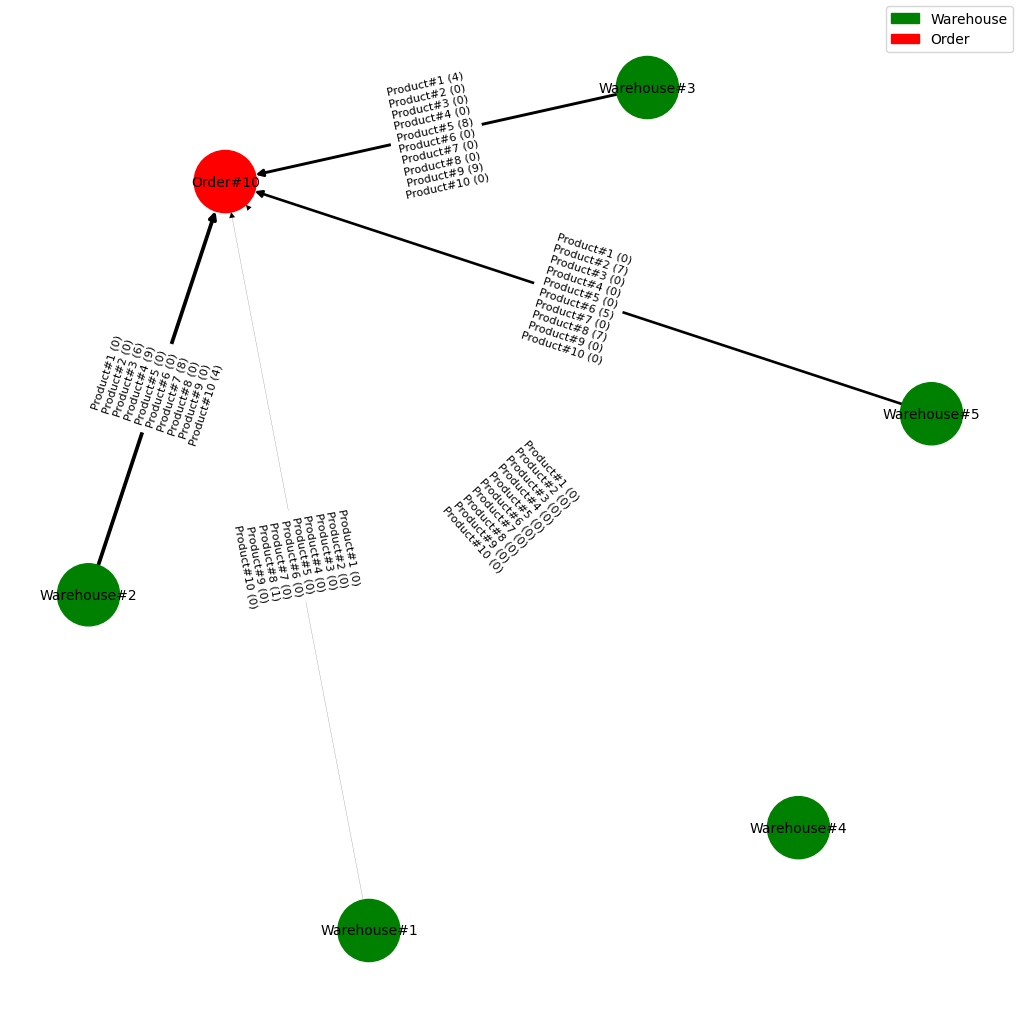 Warehouse
Order
Warehouse#3
Product#1 (4)
Product#2 (0)
Product#3 (0)
Product#4 (0)
Product#5 (8)
Product#6 (0)
Product#7 (0)
Product#8 (0)
Product#9 (9)
Product#10 (0)
Order#10
Product#1 (0)
Product#2 (7)
Product#3 (0)
Product#4 (0)
Product#5 (0)
Product#6 (5)
Product#7 (0)
Product#8 (7)
Product#9 (0)
Product#10 (0)
Product#1 (0)
Product#2 (0)
Product#3 (6)
Product#4 (9)
Product#5 (0)
Product#6 (0)
Product#7 (8)
Product#8 (0)
Product#9 (0)
Product#10 (4)
Warehouse#5
Product#1 (0)
Product#2 (0)
Product#3 (0)
Product#4 (0)
Product#5 (0)
Product#6 (0)
Product#7 (0)
Product#8 (0)
Product#9 (0)
Product#10 (0)
Product#1 (0)
Product#2 (0)
Product#3 (0)
Product#4 (0)
Product#5 (0)
Product#6 (0)
Product#7 (0)
Product#8 (1)
Product#9 (0)
Product#10 (0)
Warehouse#2
Warehouse#4
Warehouse#1